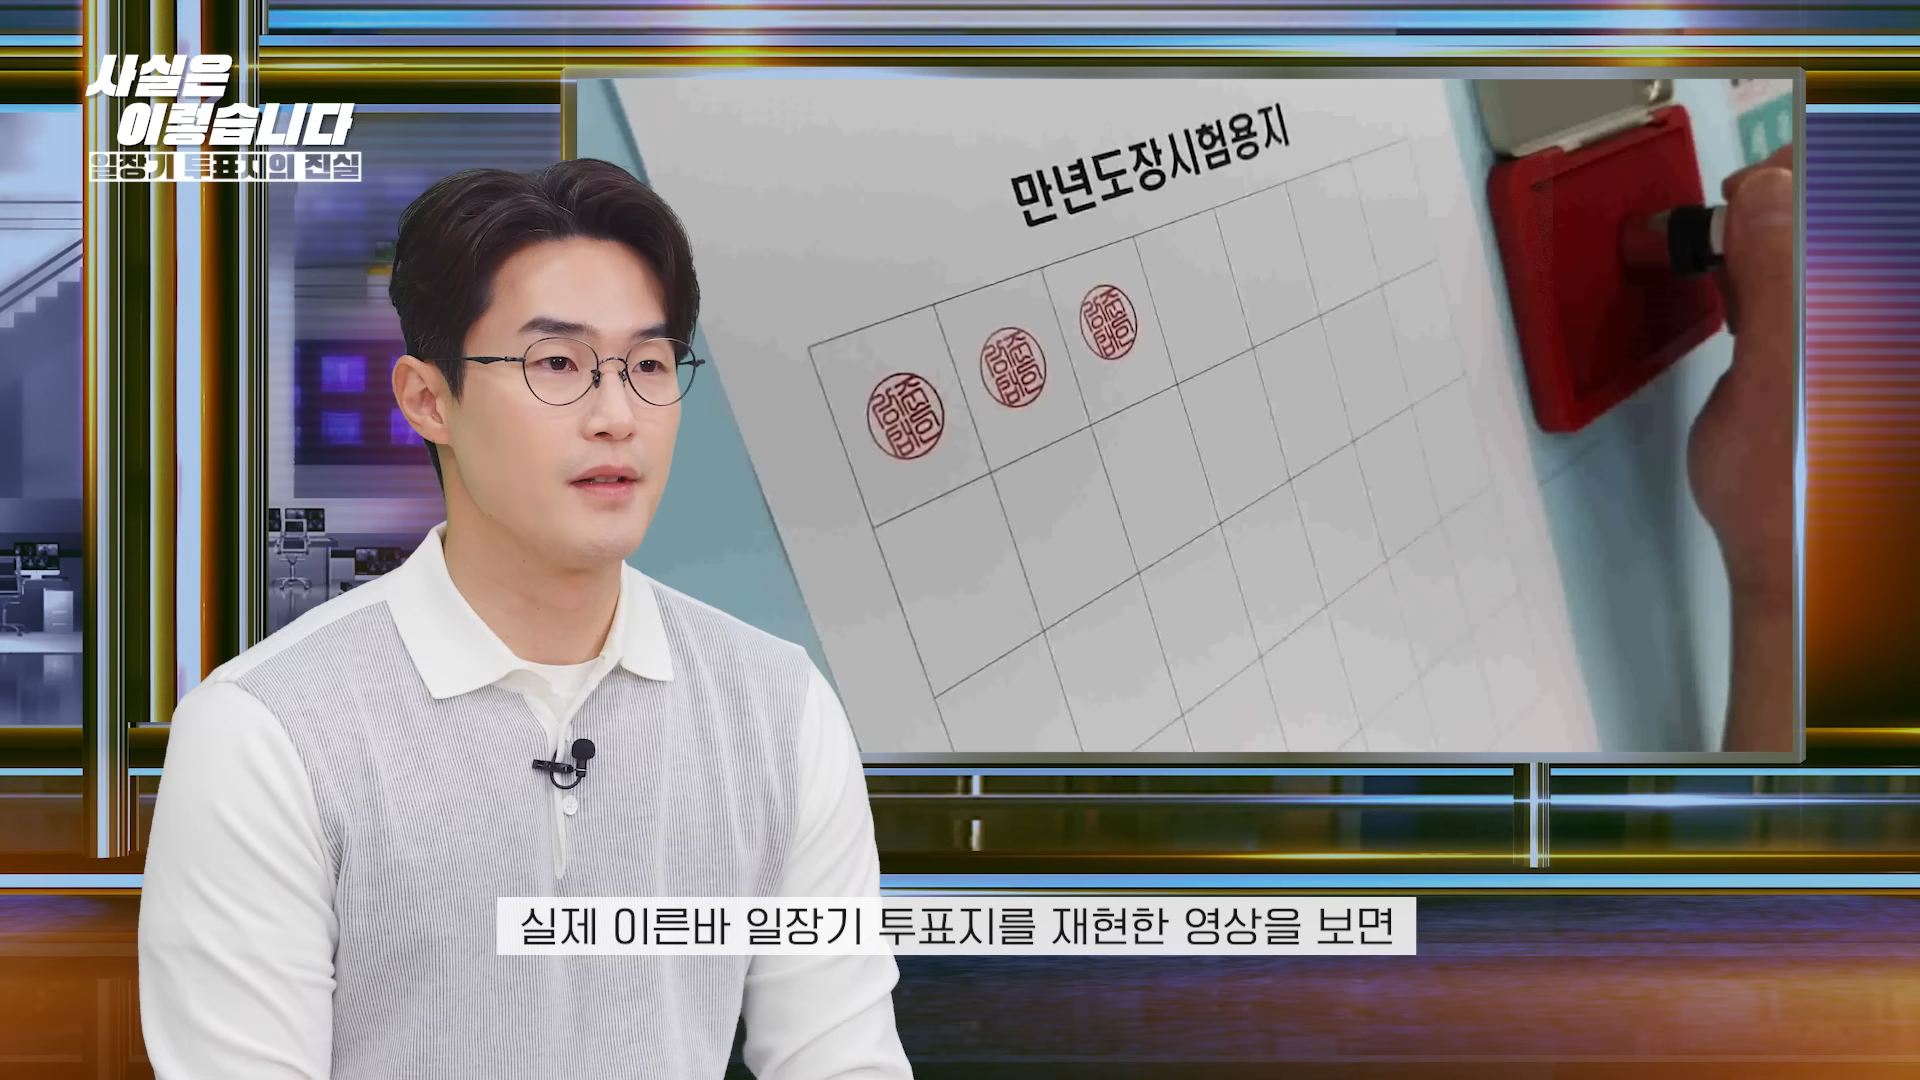 사실은
이렇습니다
일장기 투표지의 진실
만년도장시험용지
실제 이른바 일장기 투표지를 재현한 영상을 보면